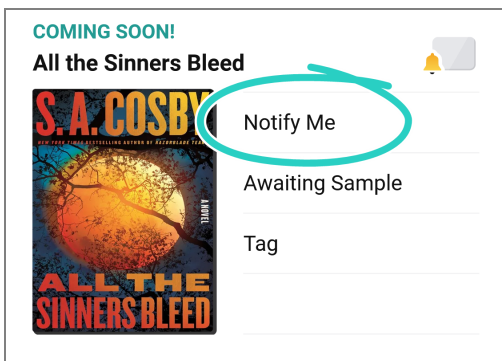 COMING SOON!
All the Sinners Bleed
S. A. COSBY
NEW YORK TIMES BESTSELLING AUTHOR OF RAZORBLADE TEARS
A NOVEL
ALL THE
SINNERS BLEED
Notify Me
Awaiting Sample
Tag